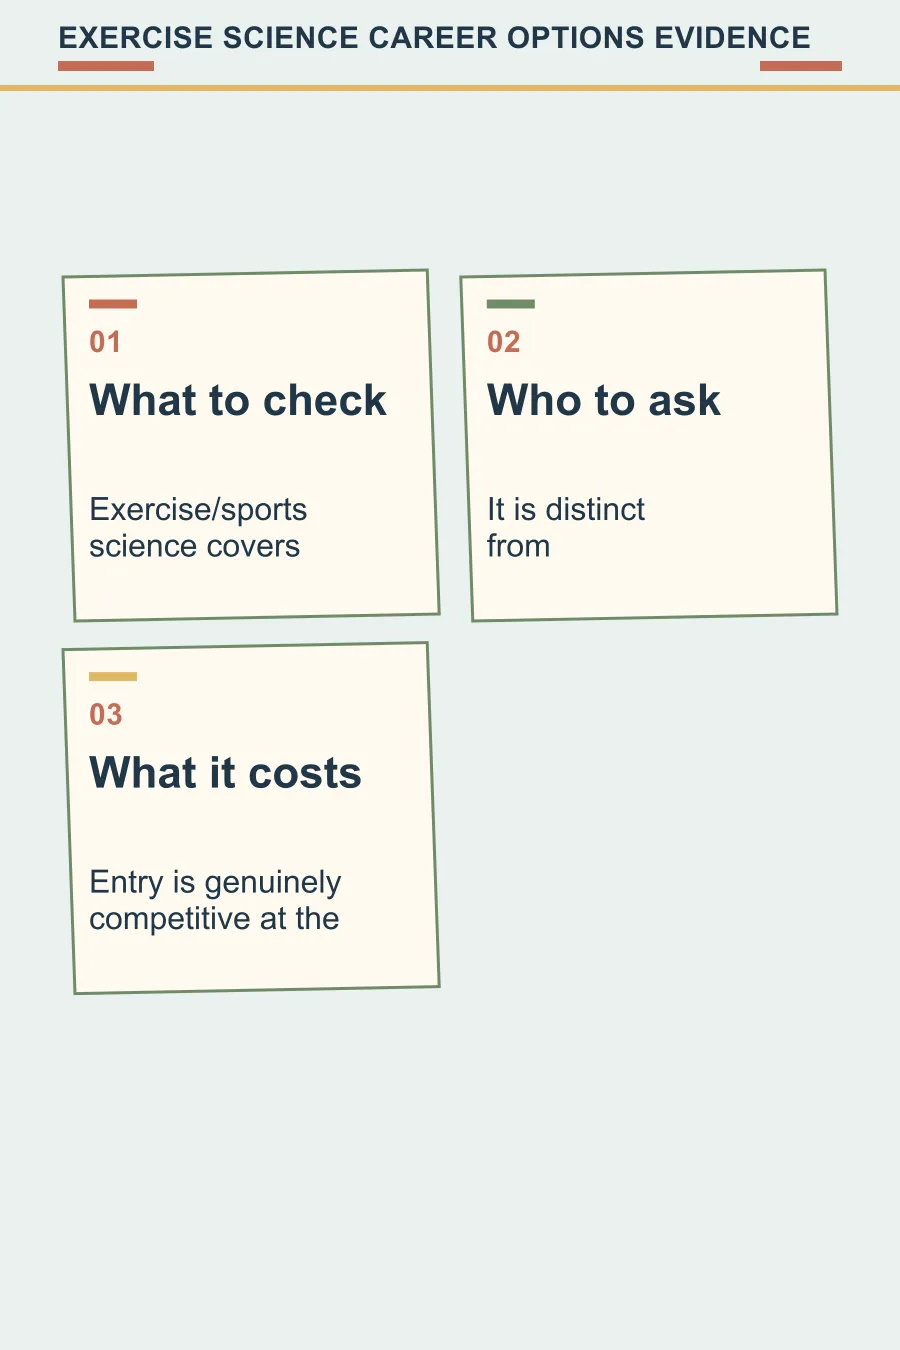 EXERCISE SCIENCE CAREER OPTIONS EVIDENCE
01
What to check
Exercise/sports
science covers
02
Who to ask
It is distinct
from
03
What it costs
Entry is genuinely
competitive at the